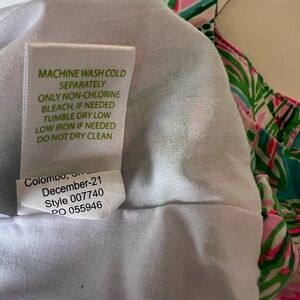 MACHINE WASH COLD
SEPARATELY
ONLY NON-CHLORINE
BLEACH, IF NEEDED
TUMBLE DRY LOW
LOW IRON IF NEEDED
DO NOT DRY CLEAN
Colombo,
December-21
Style 007740
PO 055946